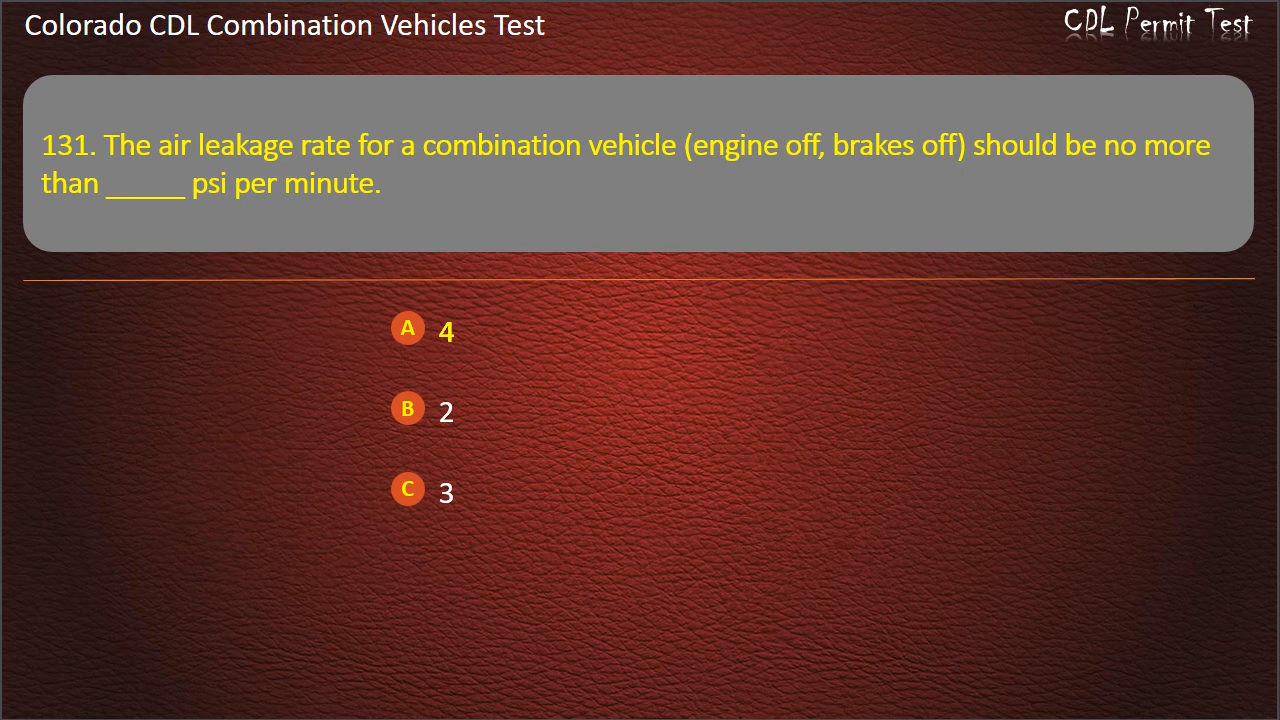 Colorado CDL Combination Vehicles Test
CDL Permit Test
131. The air leakage rate for a combination vehicle (engine off, brakes off) should be no more
than _____ psi per minute.
A 4
B 2
C 3